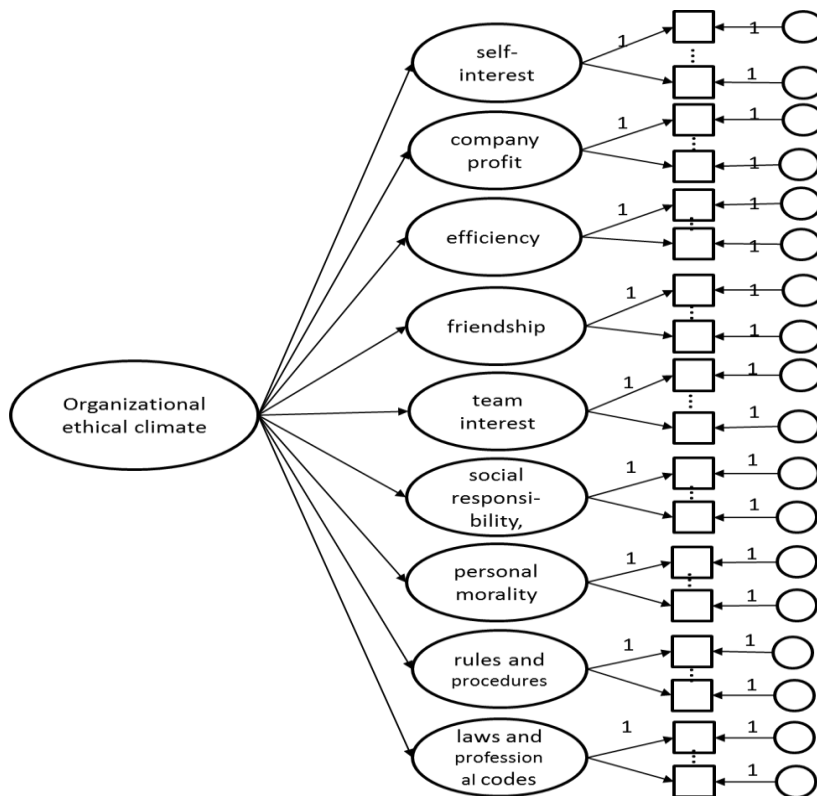 Organizational
ethical climate
self-
interest
1
1
1
company
profit
1
1
1
efficiency
1
1
1
friendship
1
1
1
team
interest
1
1
1
social
responsi-
bility,
1
1
1
personal
morality
1
1
1
rules and
procedures
1
1
1
laws and
profession
al codes
1
1
1